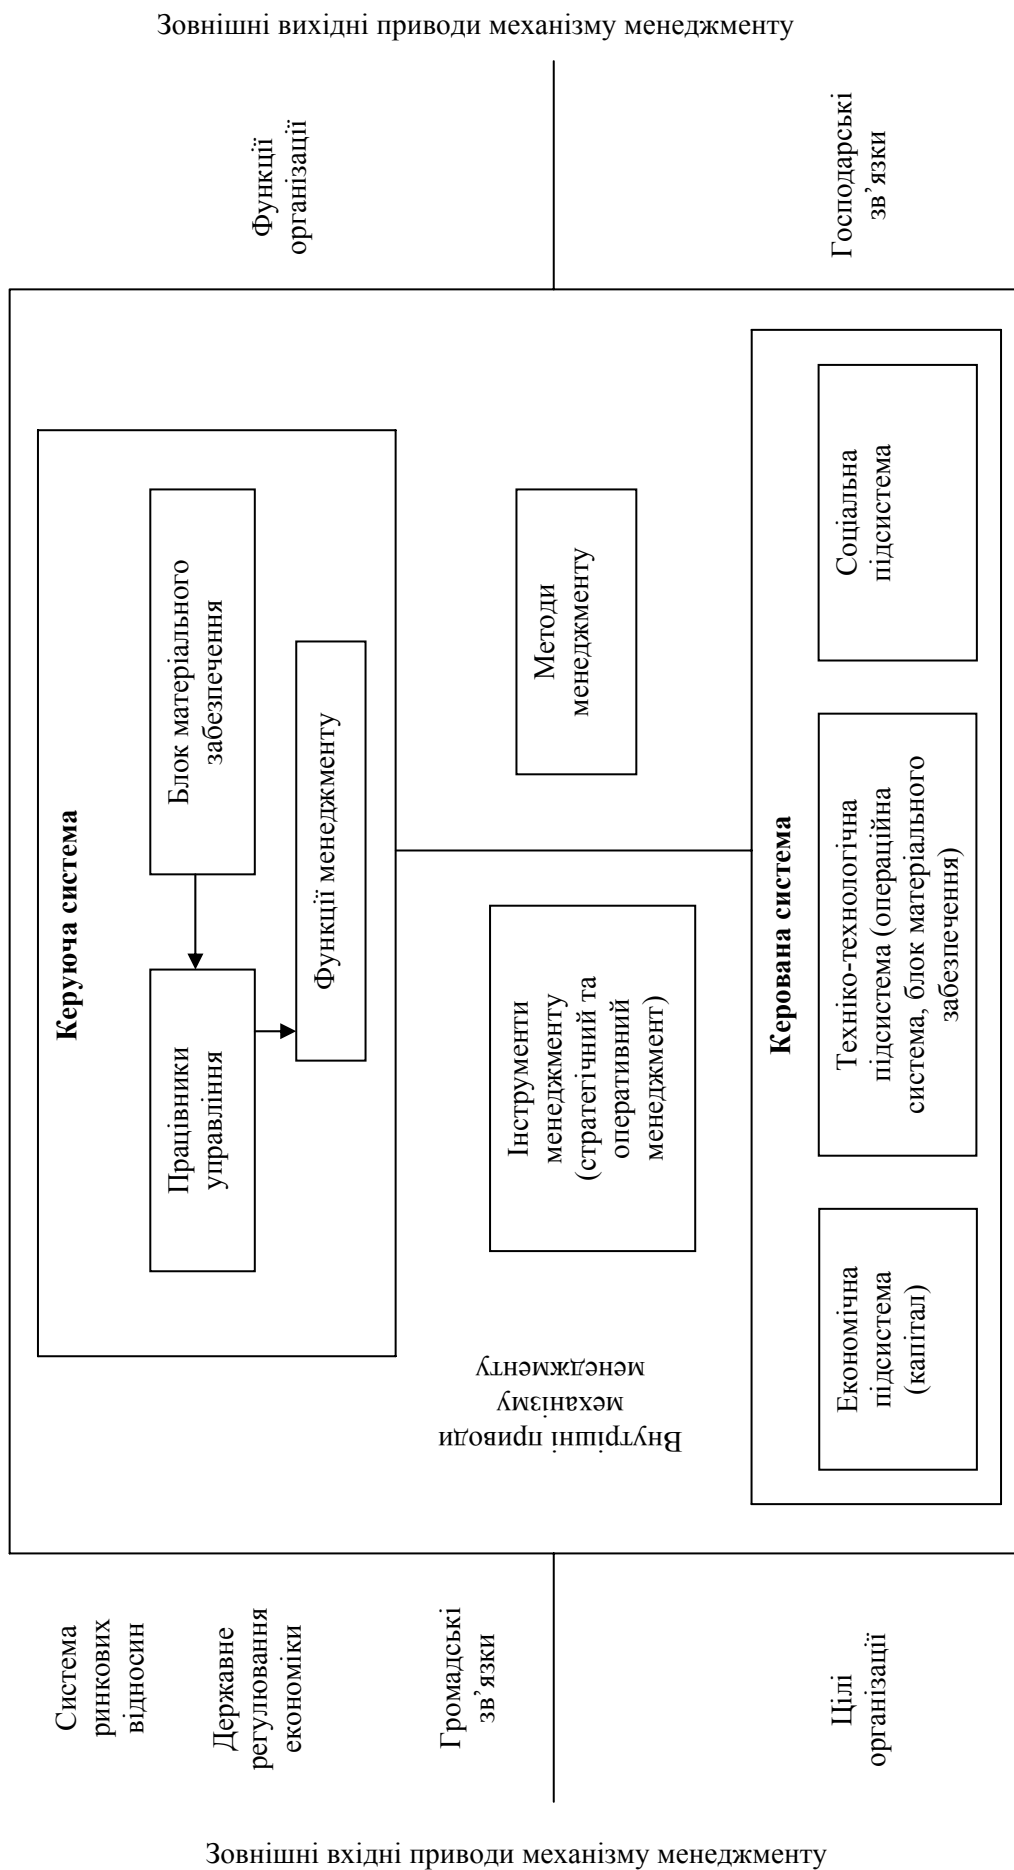 Зовнішні вихідні приводи механізму менеджменту
Функції
організації
Господарські
зв’язки
Керуюча система
Блок матеріального
забезпечення
Працівники
управління
Функції менеджменту
Методи
менеджменту
Інструменти
менеджменту
(стратегічний та
оперативний
менеджмент)
Внутрішні приводи
механізму
менеджменту
Керована система
Соціальна
підсистема
Техніко-технологічна
підсистема (операційна
система, блок матеріального
забезпечення)
Економічна
підсистема
(капітал)
Система
ринкових
відносин
Державне
регулювання
економіки
Громадські
зв’язки
Цілі
організації
Зовнішні вхідні приводи механізму менеджменту